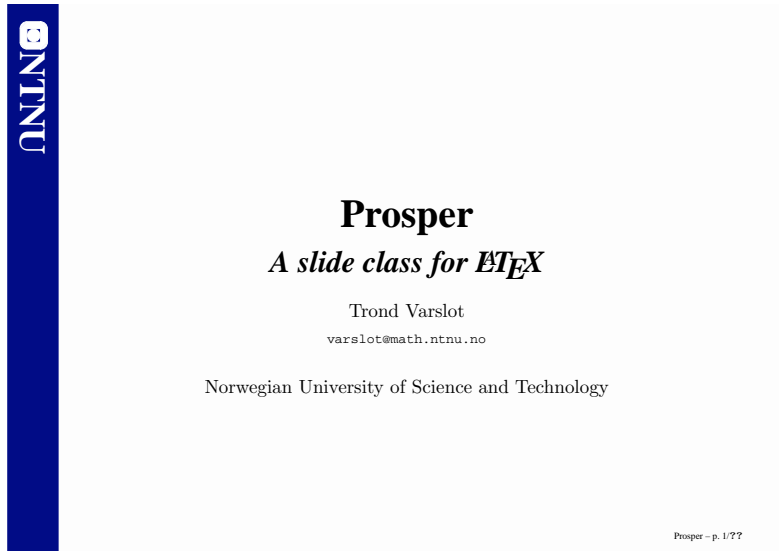 NTNU
Prosper
A slide class for LATEX
Trond Varslot
varslot@math.ntnu.no
Norwegian University of Science and Technology
Prosper – p. 1/??